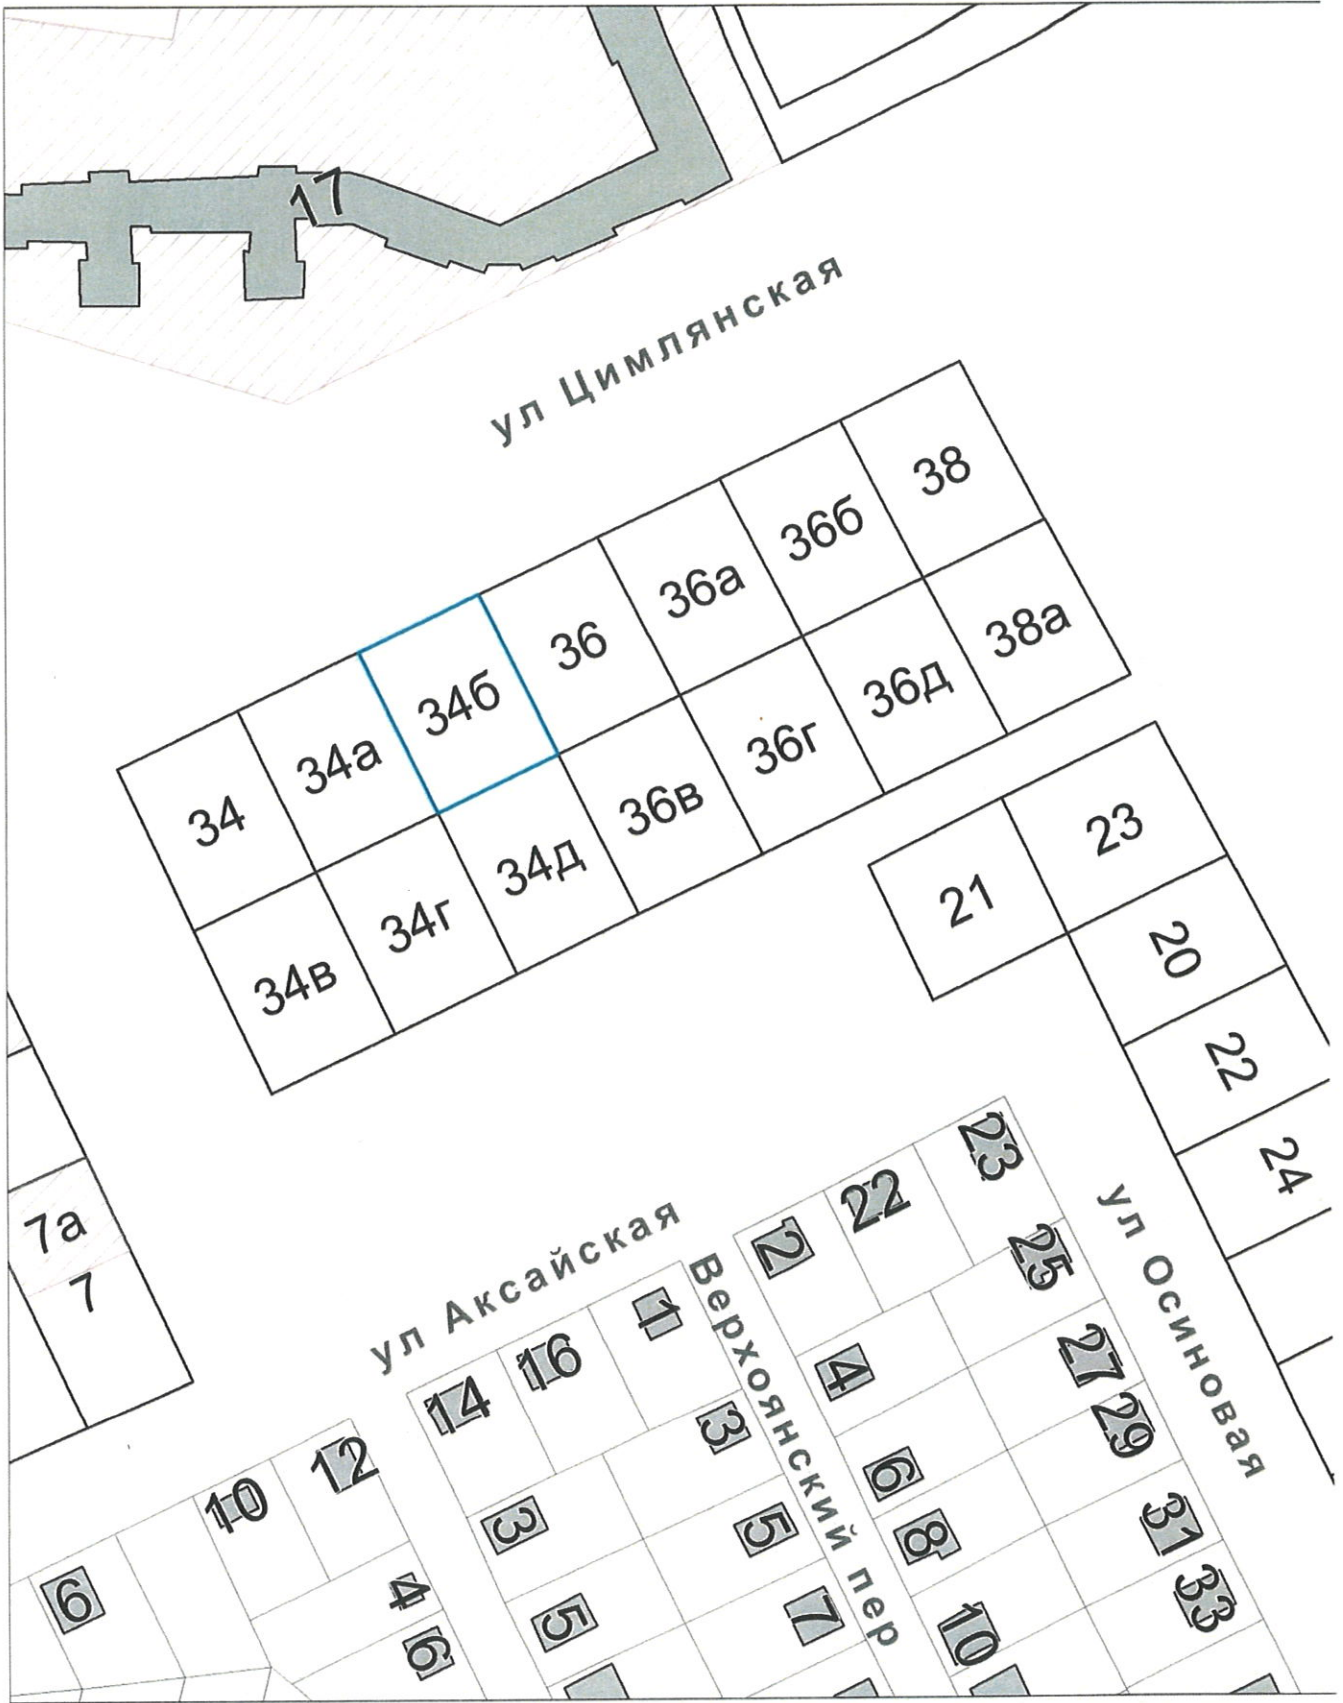 17
ул Цимлянская
38
36б
36а
36
34б
34а
34
38а
36д
36г
36в
34д
34г
34в
23
21
20
22
24
7а
7
ул Аксайская
Верхоянский пер
ул Осиновая
23
22
2
25
1
16
14
4
27
3
29
12
10
6
3
5
8
31
33
6
4
5
7
10
6